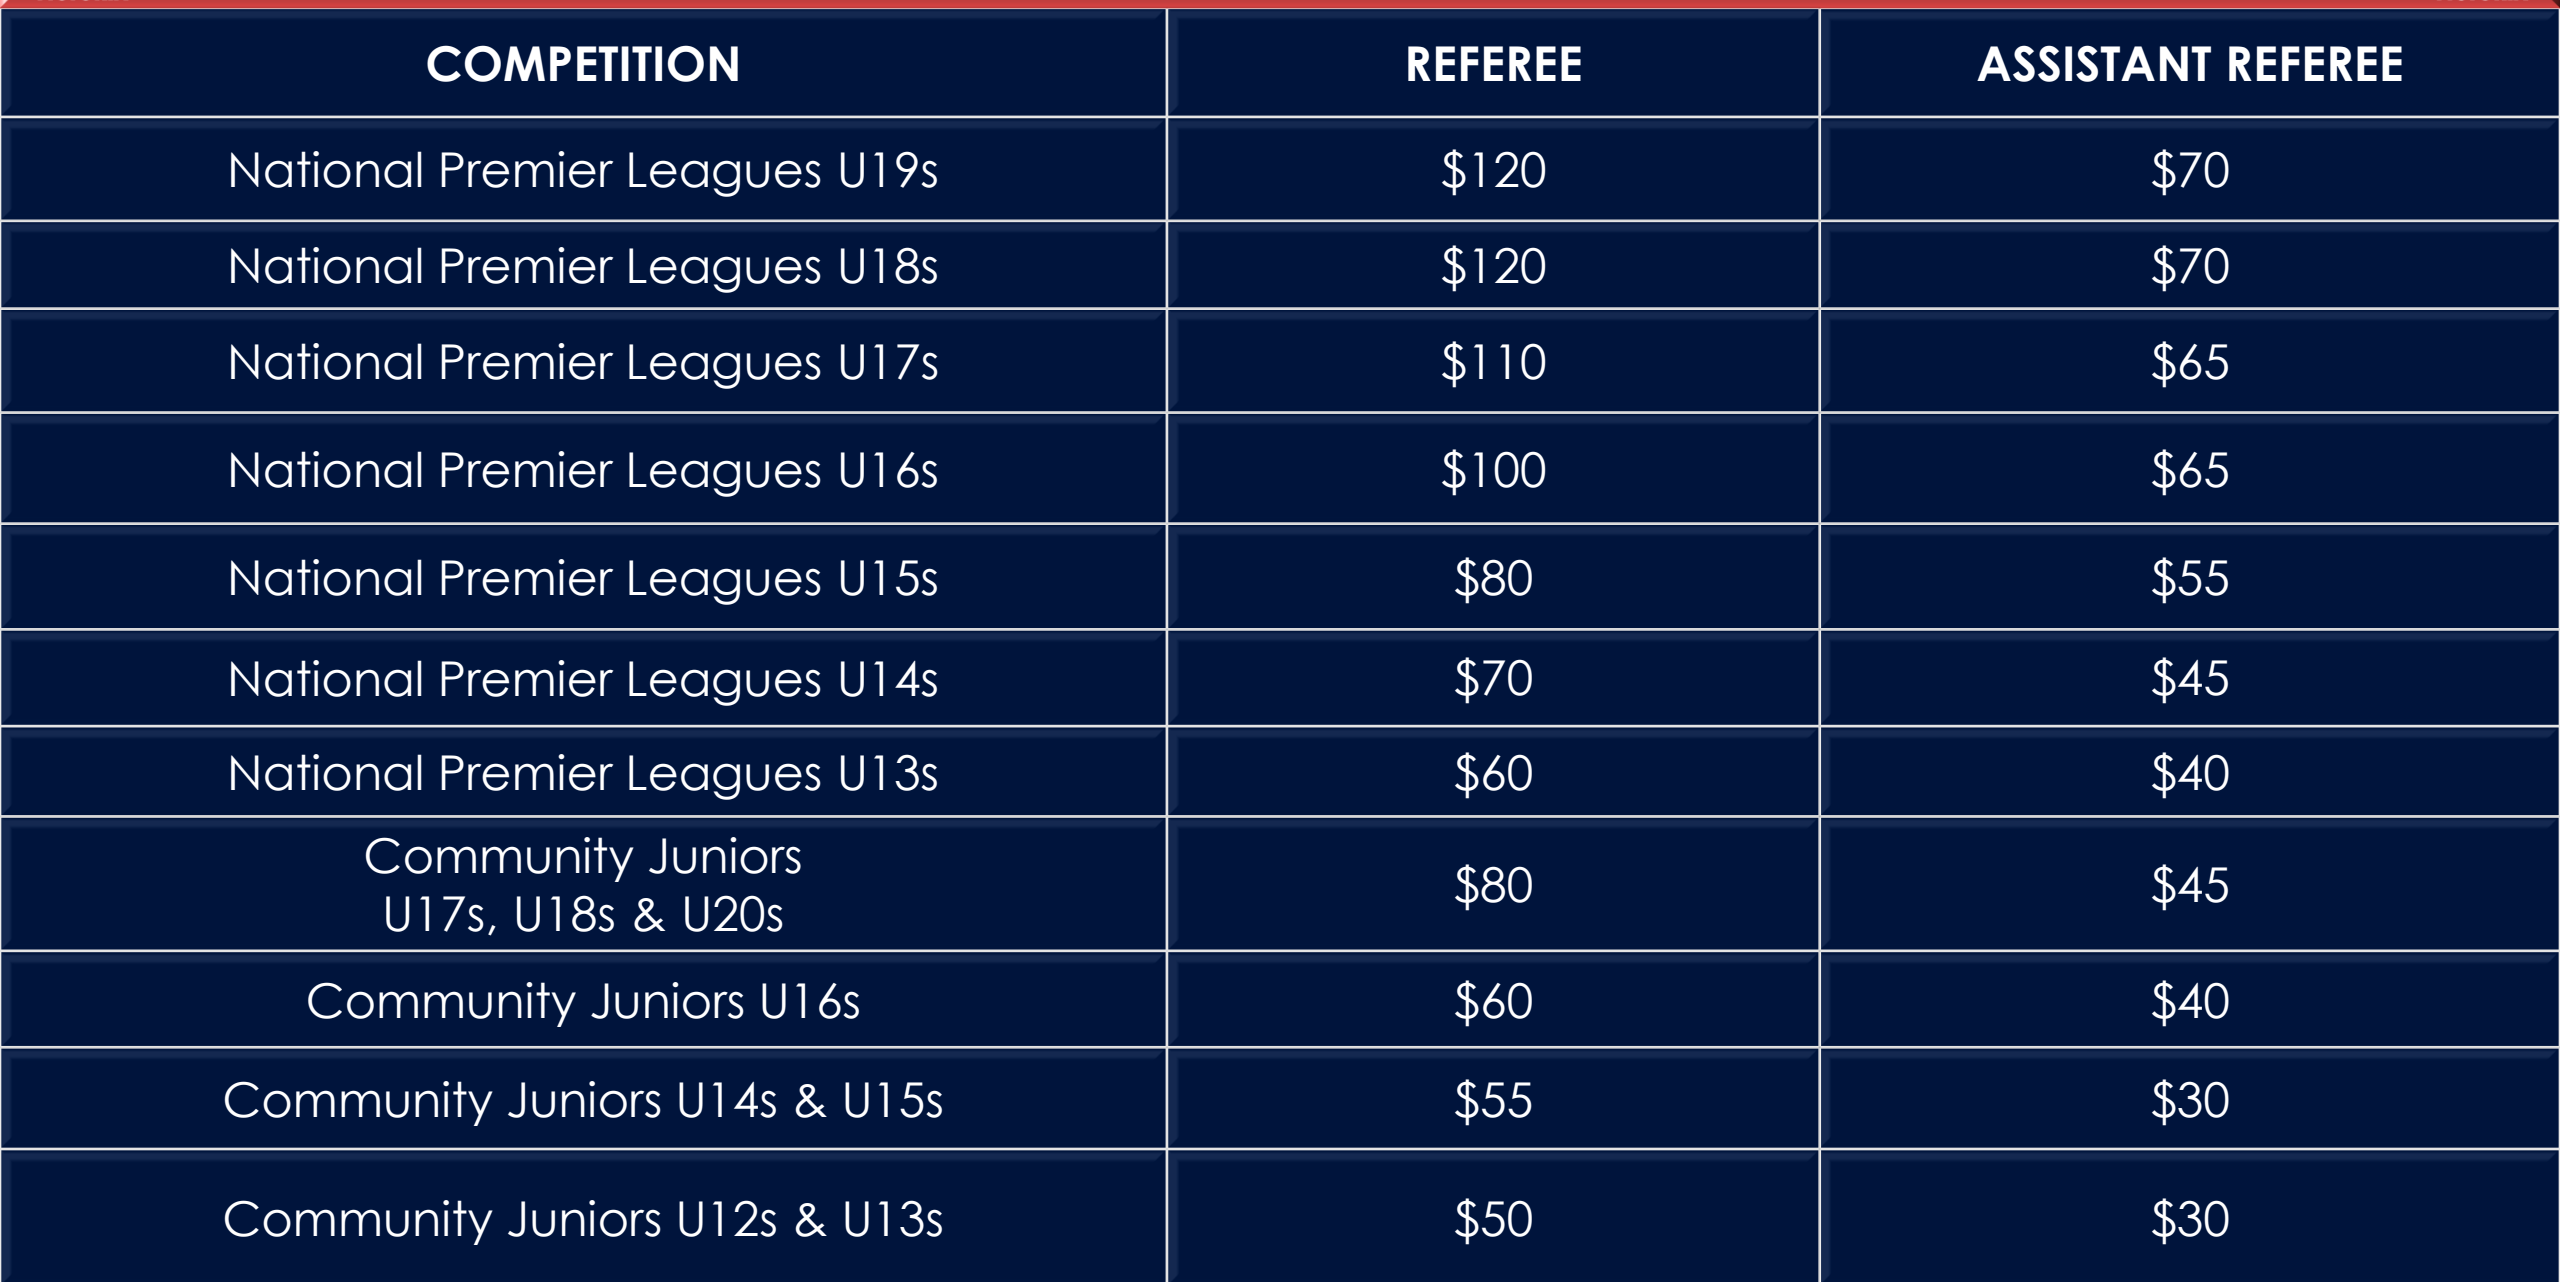 COMPETITION REFEREE ASSISTANT REFEREE
National Premier Leagues U19s $120 $70
National Premier Leagues U18s $120 $70
National Premier Leagues U17s $110 $65
National Premier Leagues U16s $100 $65
National Premier Leagues U15s $80 $55
National Premier Leagues U14s $70 $45
National Premier Leagues U13s $60 $40
Community Juniors
U17s, U18s & U20s $80 $45
Community Juniors U16s $60 $40
Community Juniors U14s & U15s $55 $30
Community Juniors U12s & U13s $50 $30